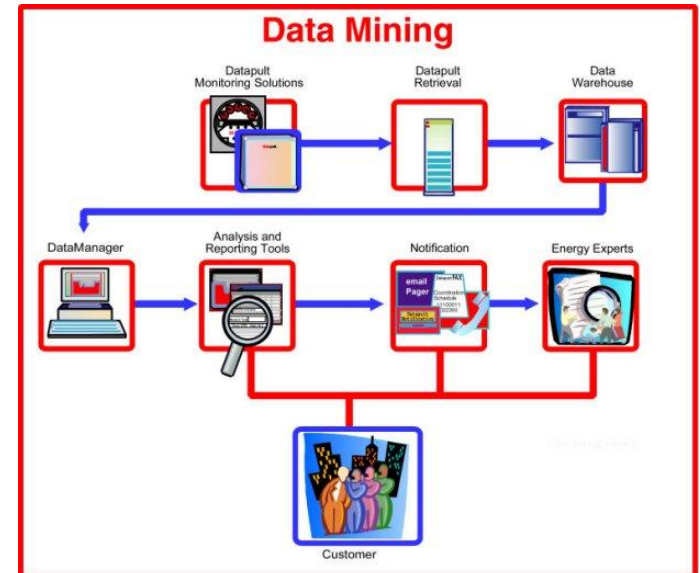 Data Mining
Datapult
Monitoring Solutions
Datapult
Retrieval
Data
Warehouse
DataManager
Analysis and
Reporting Tools
Notification
Energy Experts
email
Pager
Coordination
Schedule
Customer